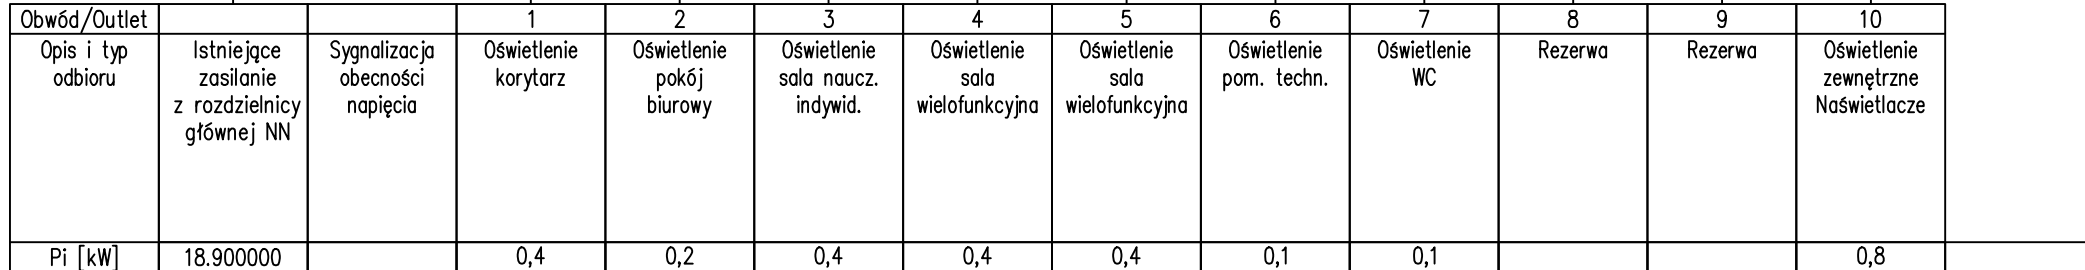 Obwód/Outlet 1 2 3 4 5 6 7 8 9 10
Opis i typ Istniejące Sygnalizacja Oświetlenie Oświetlenie Oświetlenie Oświetlenie Oświetlenie Oświetlenie Oświetlenie Rezerwa Rezerwa Oświetlenie
odbioru zasilanie obecności korytarz pokój sala naucz. sala sala pom. techn. WC zewnętrzne
z rozdzielnicy napięcia biurowy indywid. wielofunkcyjna wielofunkcyjna Naświetlacze
głównej NN
Pi [kW] 18.900000 0,4 0,2 0,4 0,4 0,4 0,1 0,1 0,8